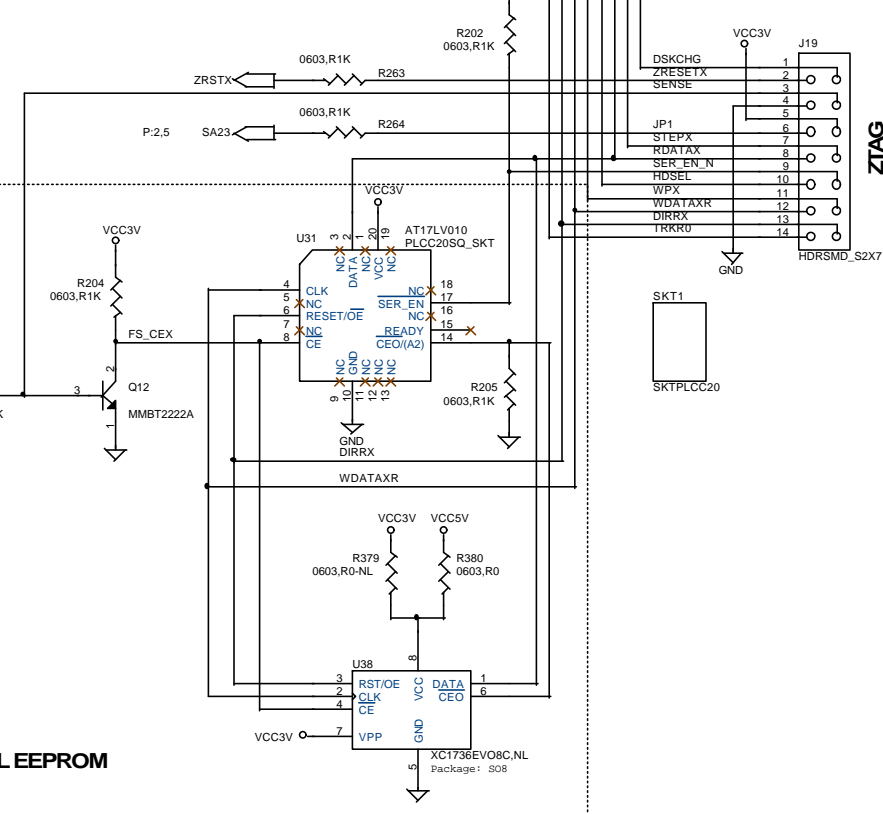 R202
0603,R1K
VCC3V
J19
ZRSTX
0603,R1K
R263
DSKCHG
1
ZRESETX
2
SENSE
3
4
5
P:2,5
SA23
0603,R1K
R264
JP1
6
STEPX
7
RDATAX
8
SER_EN_N
9
HDSEL
10
WPX
11
WDATAXR
12
DIRRX
13
TRKR0
14
ZTAG
HDRSMD_S2X7
GND
VCC3V
VCC3V
R204
0603,R1K
FS_CEX
2
3
Q12
MMBT2222A
1
K
U31
AT17LV010
PLCC20SQ_SKT
3
2
1
20
19
NC
DATA
NC
VCC
NC
4
CLK
5
NC
6
RESET/OE
7
NC
8
CE
NC
18
SER_EN
17
NC
16
READY
15
CEO/(A2)
14
NC
GND
NC
NC
NC
9
10
11
12
13
GND
R205
0603,R1K
SKT1
SKTPLCC20
DIRRX
WDATAXR
VCC3V
VCC5V
R379
0603,R0-NL
R380
0603,R0
U38
8
VCC
3
RST/OE
2
CLK
4
CE
7
VPP
VCC3V
DATA
1
CEO
6
GND
5
XC1736EVO8C,NL
Package: SO8
L EEPROM